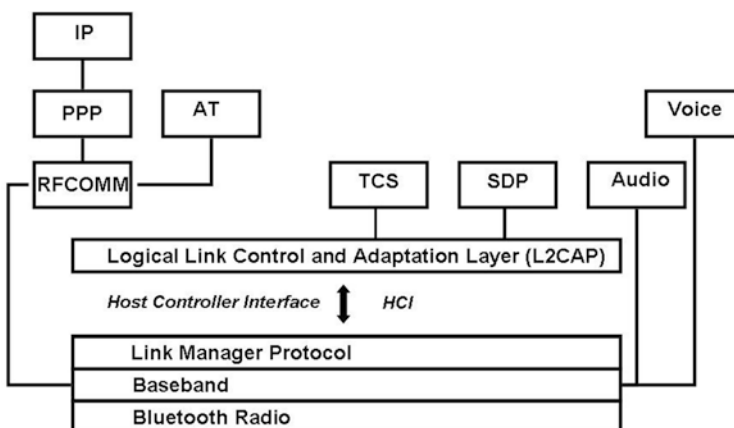 IP
PPP
AT
Voice
RFCOMM
TCS
SDP
Audio
Logical Link Control and Adaptation Layer (L2CAP)
Host Controller Interface HCI
Link Manager Protocol
Baseband
Bluetooth Radio